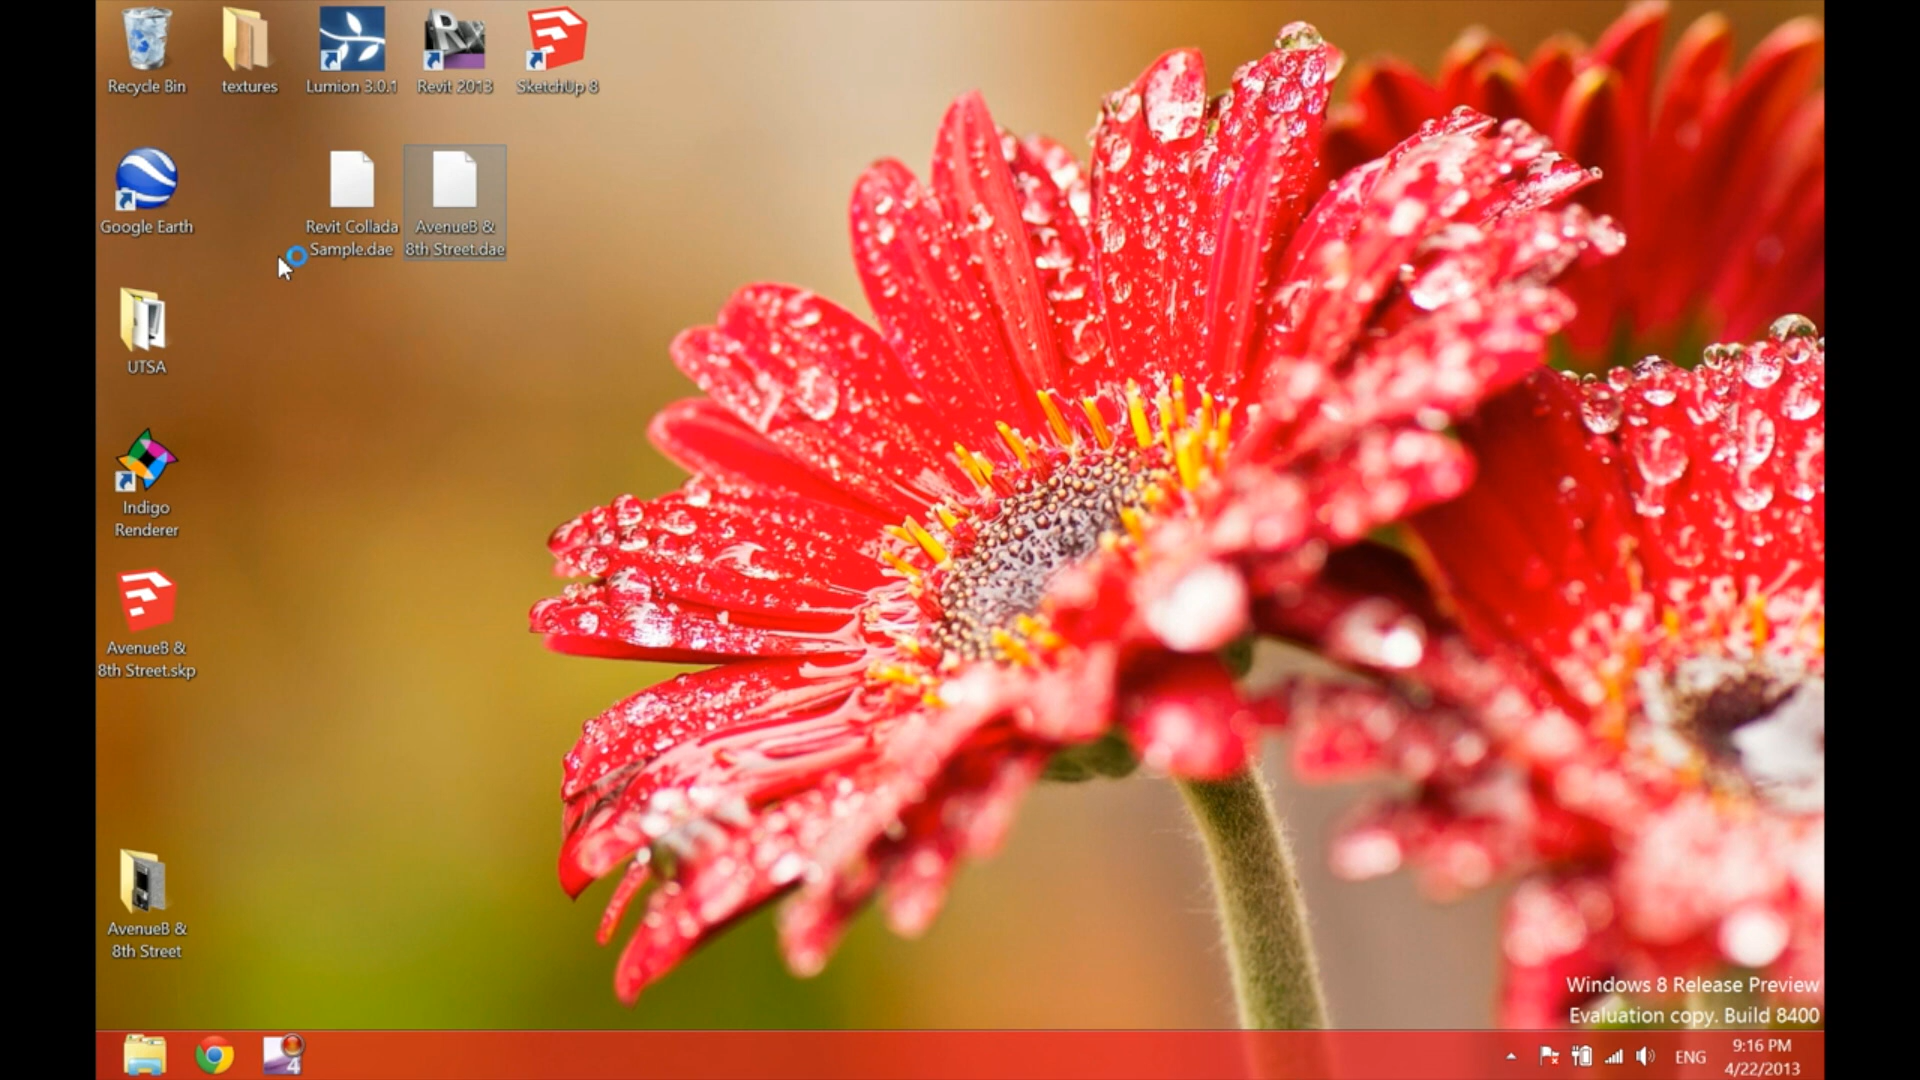 Recycle Bin
textures
Lumion 3.0.1
Revit 2013
SketchUp 8
Google Earth
Revit Collada
Sample.dae
AvenueB &
8th Street.dae
UTSA
Indigo
Renderer
AvenueB &
8th Street.skp
AvenueB &
8th Street
Windows 8 Release Preview
Evaluation copy. Build 8400
4
ENG
9:16 PM
4/22/2013